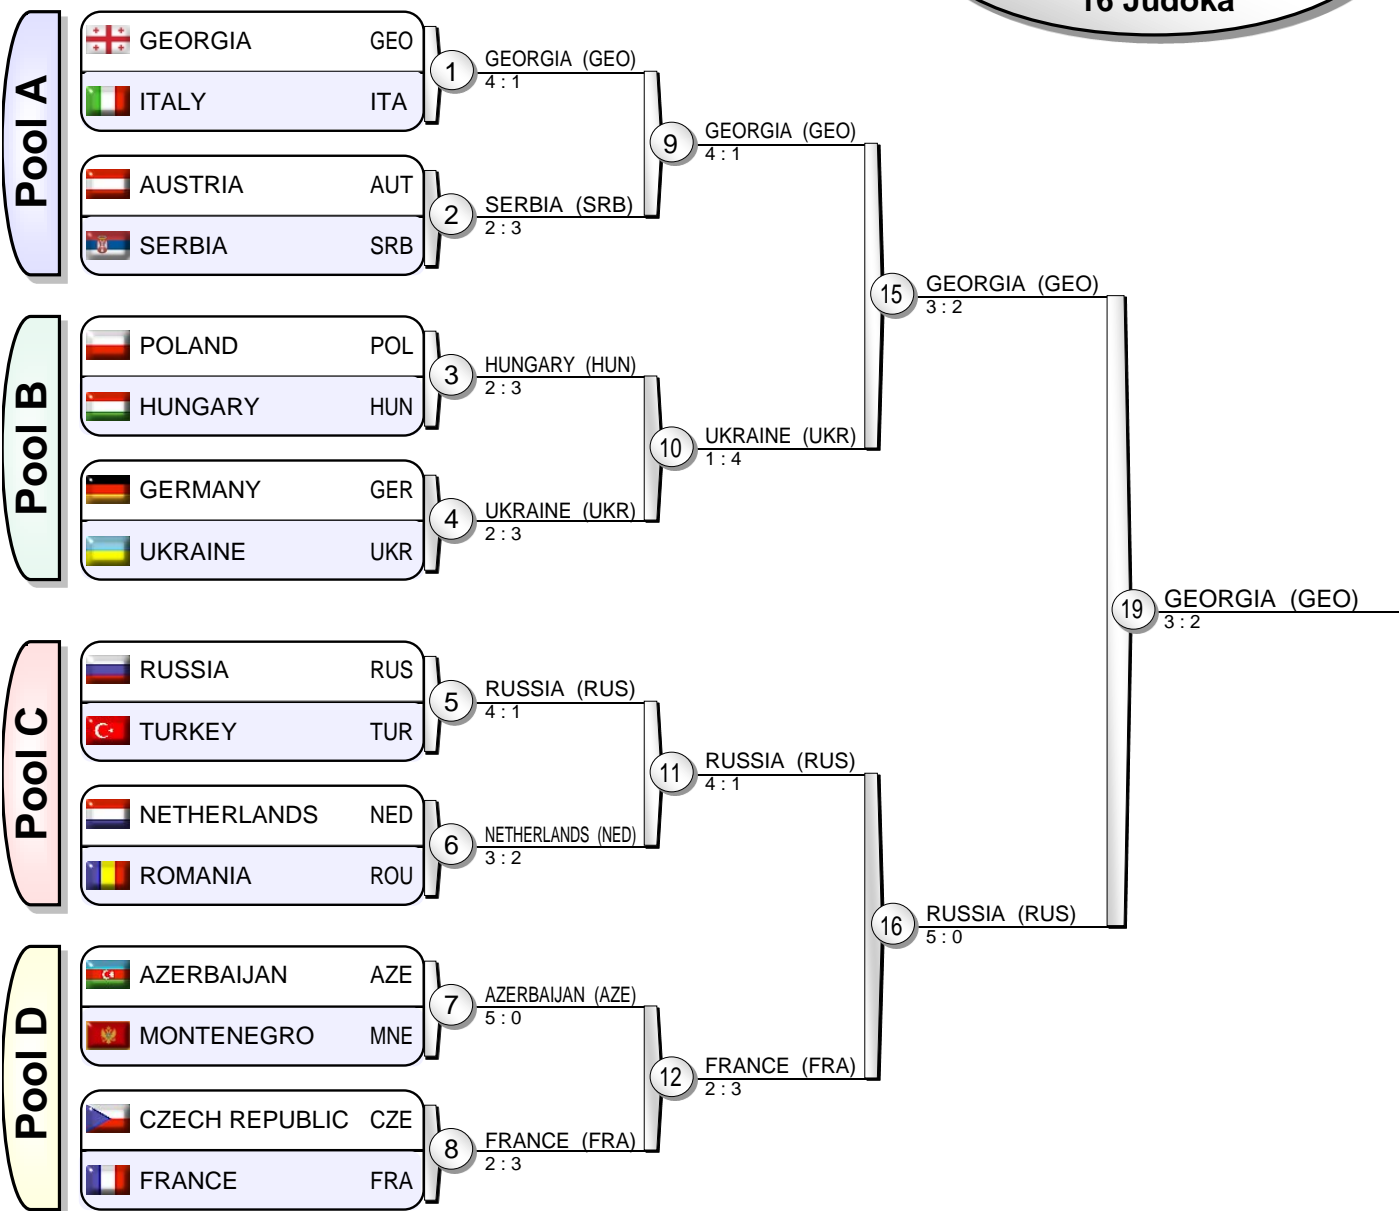 16 Judoka
Pool A
GEORGIA GEO
ITALY ITA
AUSTRIA AUT
SERBIA SRB
Pool B
POLAND POL
HUNGARY HUN
GERMANY GER
UKRAINE UKR
Pool C
RUSSIA RUS
TURKEY TUR
NETHERLANDS NED
ROMANIA ROU
Pool D
AZERBAIJAN AZE
MONTENEGRO MNE
CZECH REPUBLIC CZE
FRANCE FRA
1
GEORGIA (GEO)
4 : 1
2
SERBIA (SRB)
2 : 3
3
HUNGARY (HUN)
2 : 3
4
UKRAINE (UKR)
2 : 3
5
RUSSIA (RUS)
4 : 1
6
NETHERLANDS (NED)
3 : 2
7
AZERBAIJAN (AZE)
5 : 0
8
FRANCE (FRA)
2 : 3
9
GEORGIA (GEO)
4 : 1
10
UKRAINE (UKR)
1 : 4
11
RUSSIA (RUS)
4 : 1
12
FRANCE (FRA)
2 : 3
15
GEORGIA (GEO)
3 : 2
16
RUSSIA (RUS)
5 : 0
19
GEORGIA (GEO)
3 : 2